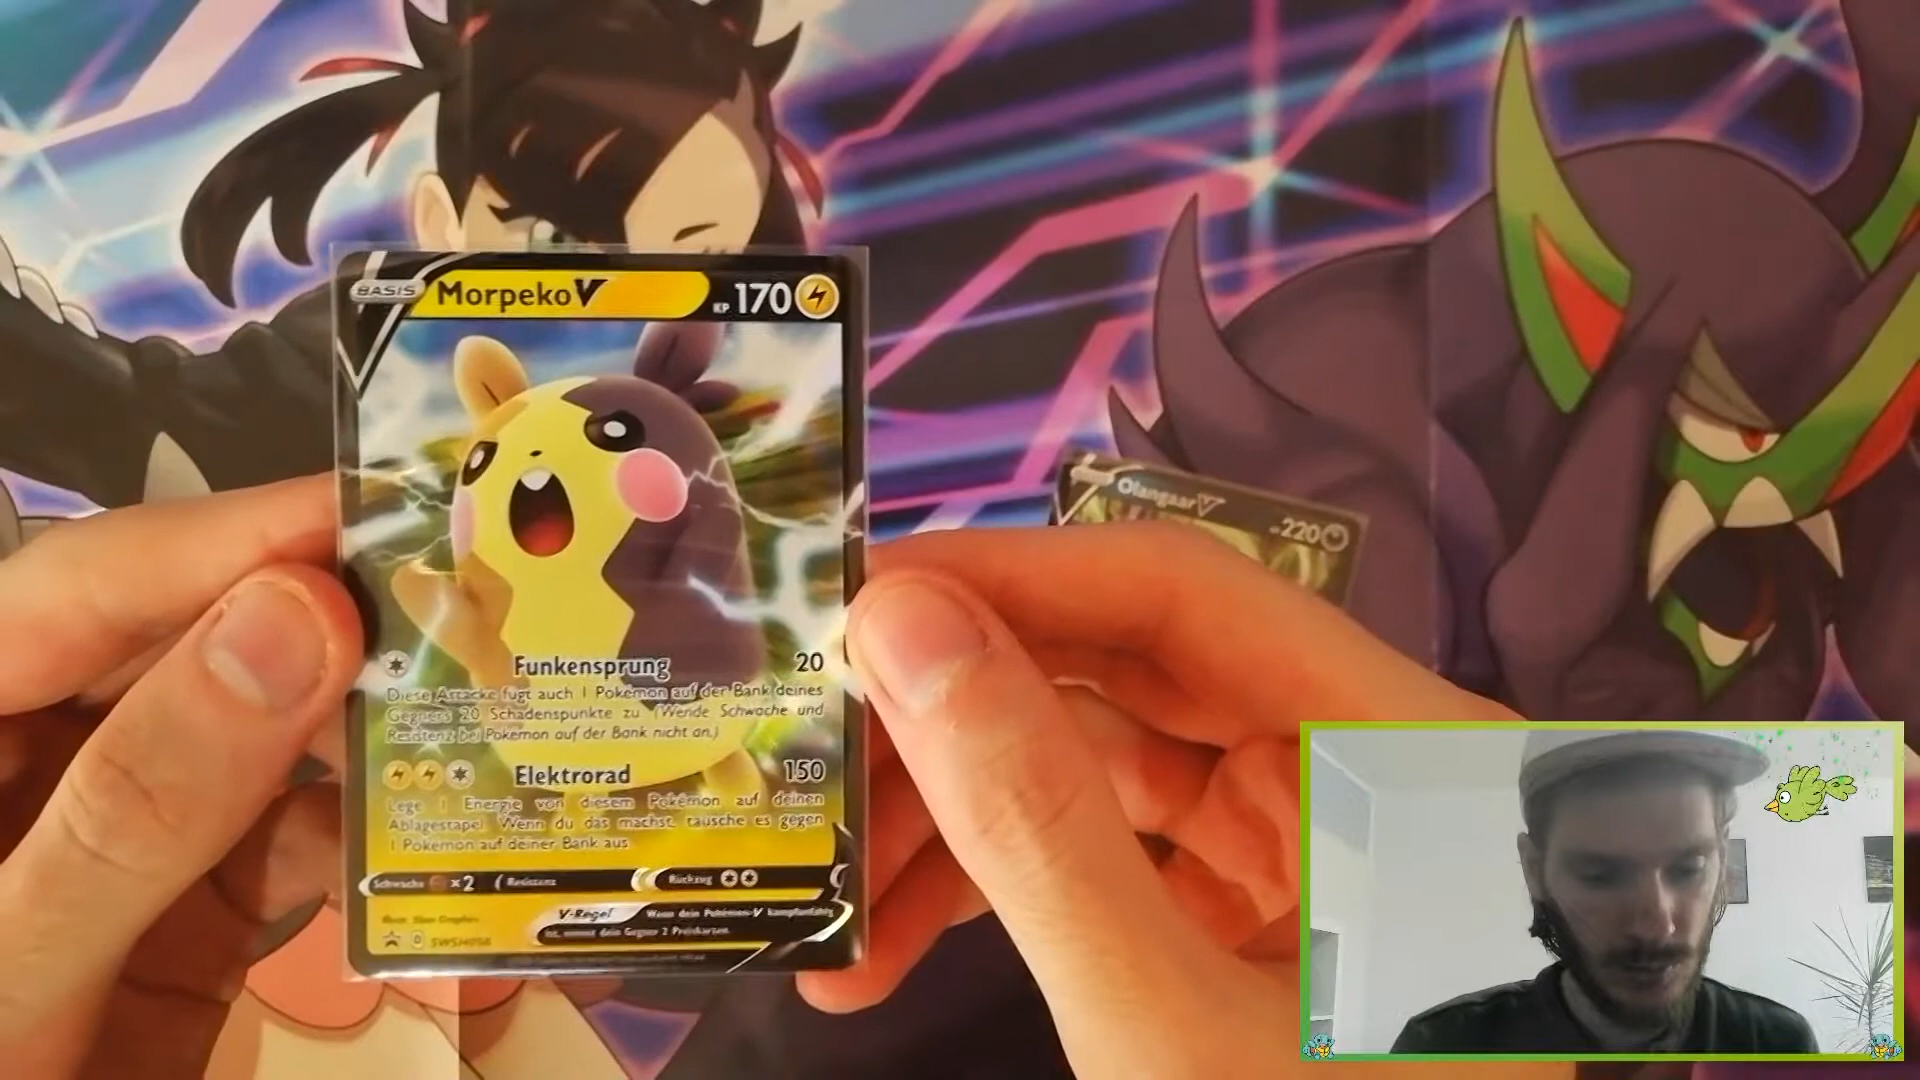 BASIS
Morpeko V
KP 170
Funkensprung 20
Diese Attacke fügt auch 1 Pokémon auf der Bank deines
Gegners 20 Schadenspunkte zu. (Wende Schwäche und
Resistenz bei Pokémon auf der Bank nicht an.)
Elektrorad 150
Lege 1 Energie von diesem Pokémon auf deinen
Ablagestapel. Wenn du das machst, tausche es gegen
1 Pokémon auf deiner Bank aus.
Schwäche ×2 Resistenz Rückzug
V-Regel Wenn dein Pokémon-V kampfunfähig
ist, nimmt dein Gegner 2 Preiskarten.
D
Olangaar V
220